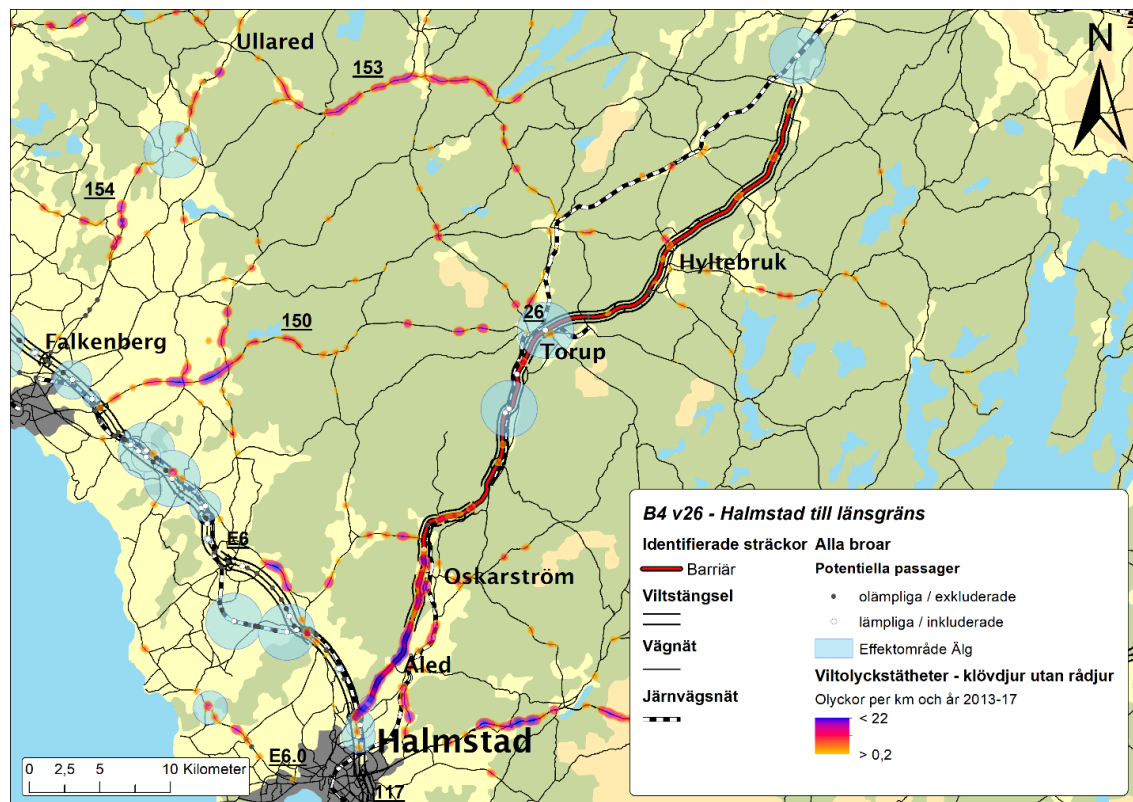 Ullared
153
N
154
Hyltebruk
26
150
Falkenberg
Torup
E6
Oskarström
Åled
Halmstad
E6.0
117
0 2,5 5 10 Kilometer
B4 v26 - Halmstad till länsgräns
Identifierade sträckor
Barriär
Viltstängsel
Vägnät
Järnvägsnät
Alla broar
Potentiella passager
olämpliga / exkluderade
lämpliga / inkluderade
Effektområde Älg
Viltolyckstätheter - klövdjur utan rådjur
Olyckor per km och år 2013-17
< 22
> 0,2